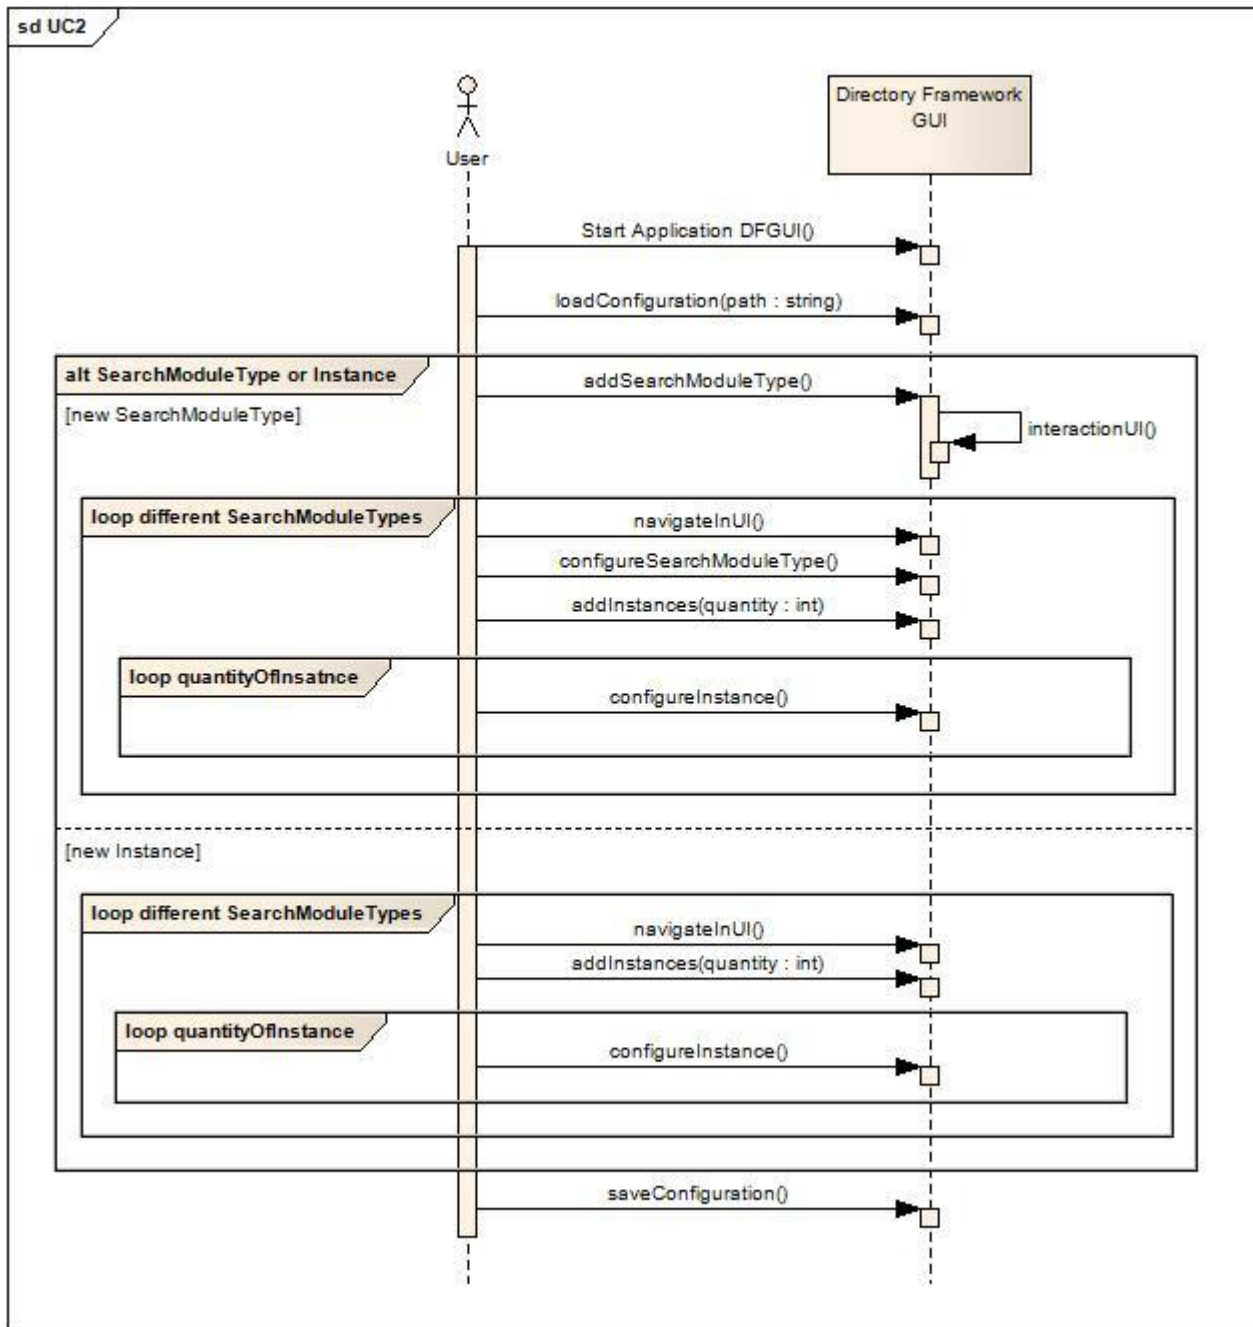 sd UC2
Directory Framework
GUI
User
Start Application DFGUI()
loadConfiguration(path : string)
alt SearchModuleType or Instance
addSearchModuleType()
[new SearchModuleType]
interactionUI()
loop different SearchModuleTypes
navigateInUI()
configureSearchModuleType()
addInstances(quantity : int)
loop quantityOfInsatnce
configureInstance()
[new Instance]
loop different SearchModuleTypes
navigateInUI()
addInstances(quantity : int)
loop quantityOfInstance
configureInstance()
saveConfiguration()